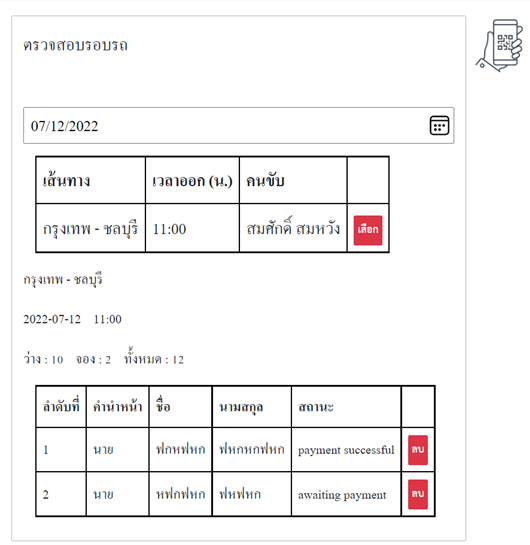 ตรวจสอบรอบรถ
07/12/2022
เส้นทาง เวลาออก (น.) คนขับ
กรุงเทพ - ชลบุรี 11:00 สมศักดิ์ สมหวัง เลือก
กรุงเทพ - ชลบุรี
2022-07-12 11:00
ว่าง : 10 จอง : 2 ทั้งหมด : 12
ลำดับที่ คำนำหน้า ชื่อ นามสกุล สถานะ
1 นาย ฟกหฟหก ฟหกหกฟหก payment successful ลบ
2 นาย หฟกฟหก ฟหฟหก awaiting payment ลบ